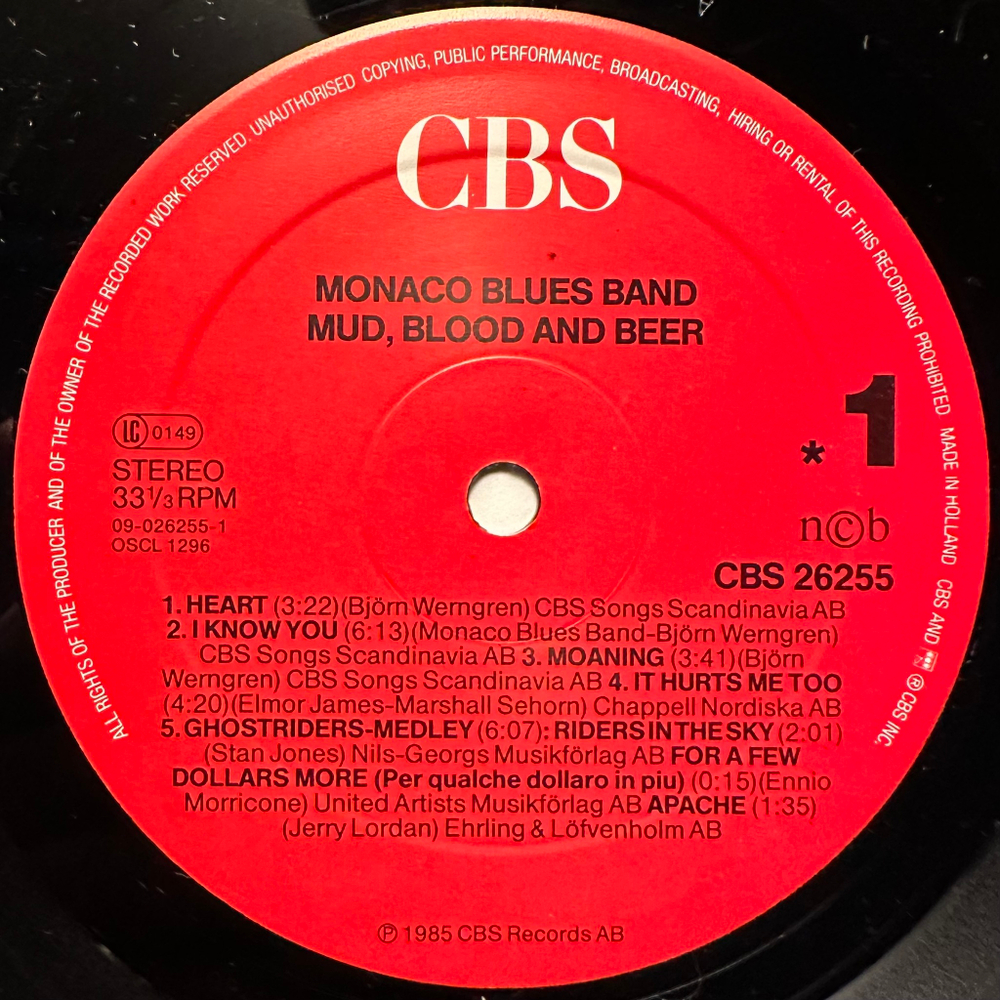 ALL RIGHTS OF THE PRODUCER AND OF THE OWNER OF THE RECORDED WORK RESERVED. UNAUTHORISED COPYING, PUBLIC PERFORMANCE, BROADCASTING, HIRING OR RENTAL OF THIS RECORDING PROHIBITED MADE IN HOLLAND CBS AND ® CBS INC.
CBS
MONACO BLUES BAND
MUD, BLOOD AND BEER
LC 0149
STEREO
33 1/3 RPM
09-026255-1
OSCL 1296
1
*
n©b
CBS 26255
1. HEART (3:22)(Björn Werngren) CBS Songs Scandinavia AB
2. I KNOW YOU (6:13)(Monaco Blues Band-Björn Werngren)
CBS Songs Scandinavia AB 3. MOANING (3:41)(Björn
Werngren) CBS Songs Scandinavia AB 4. IT HURTS ME TOO
(4:20)(Elmor James-Marshall Sehorn) Chappell Nordiska AB
5. GHOSTRIDERS-MEDLEY (6:07): RIDERS IN THE SKY (2:01)
(Stan Jones) Nils-Georgs Musikförlag AB FOR A FEW
DOLLARS MORE (Per qualche dollaro in piu) (0:15)(Ennio
Morricone) United Artists Musikförlag AB APACHE (1:35)
(Jerry Lordan) Ehrling & Löfvenholm AB
℗ 1985 CBS Records AB